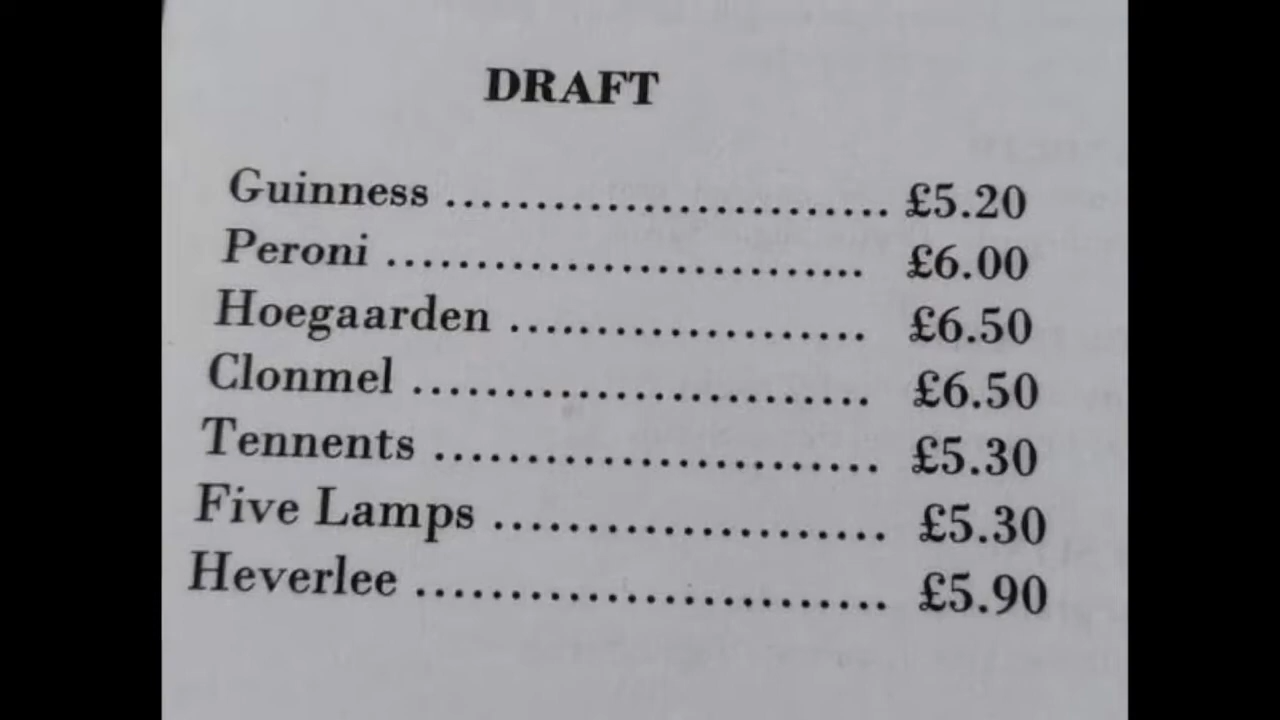 DRAFT
Guinness ............................ £5.20
Peroni ........................... £6.00
Hoegaarden .................... £6.50
Clonmel .......................... £6.50
Tennents ......................... £5.30
Five Lamps ...................... £5.30
Heverlee .......................... £5.90